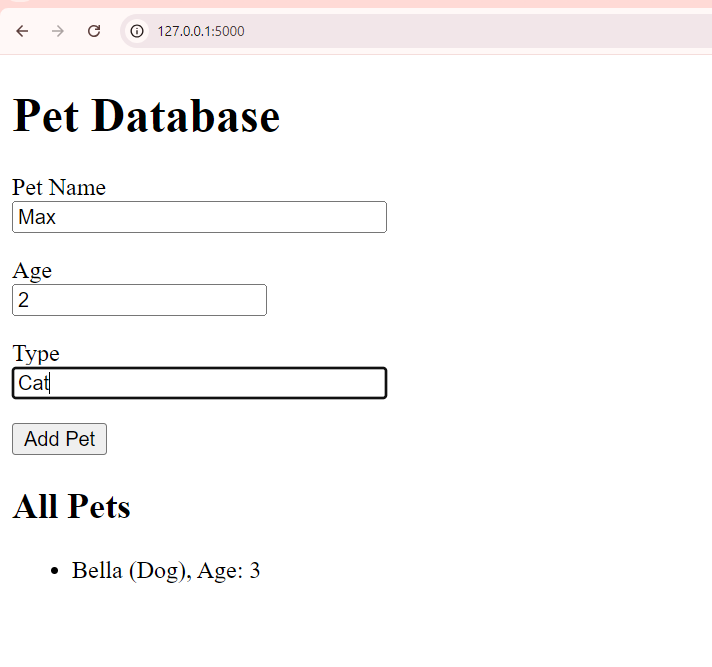 127.0.0.1:5000
Pet Database
Pet Name
Max
Age
2
Type
Cat
Add Pet
All Pets
• Bella (Dog), Age: 3